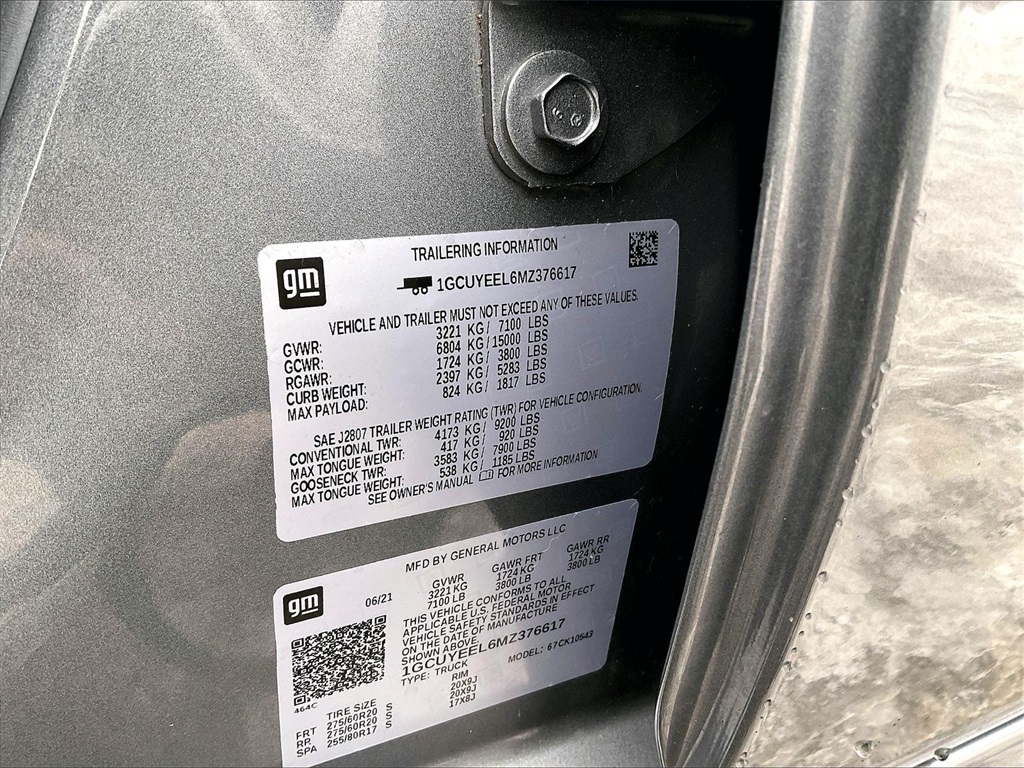 gm
TRAILERING INFORMATION
1GCUYEEL6MZ376617
VEHICLE AND TRAILER MUST NOT EXCEED ANY OF THESE VALUES.
GVWR: 3221 KG/ 7100 LBS
GCWR: 6804 KG/ 15000 LBS
RGAWR: 1724 KG/ 3800 LBS
CURB WEIGHT: 2397 KG/ 5283 LBS
MAX PAYLOAD: 824 KG/ 1817 LBS
SAE J2807 TRAILER WEIGHT RATING (TWR) FOR VEHICLE CONFIGURATION.
CONVENTIONAL TWR: 4173 KG/ 9200 LBS
MAX TONGUE WEIGHT: 417 KG/ 920 LBS
GOOSENECK TWR: 3583 KG/ 7900 LBS
MAX TONGUE WEIGHT: 538 KG/ 1185 LBS
SEE OWNER'S MANUAL FOR MORE INFORMATION
gm
MFD BY GENERAL MOTORS LLC
06/21
GVWR GAWR FRT GAWR RR
3221 KG 1724 KG 1724 KG
7100 LB 3800 LB 3800 LB
THIS VEHICLE CONFORMS TO ALL
APPLICABLE U.S. FEDERAL MOTOR
VEHICLE SAFETY STANDARDS IN EFFECT
ON THE DATE OF MANUFACTURE
SHOWN ABOVE.
1GCUYEEL6MZ376617
TYPE: TRUCK MODEL: 67CK10543
464C
TIRE SIZE RIM
FRT 275/60R20 S 20X9J
RR 275/60R20 S 20X9J
SPA 255/80R17 S 17X8J